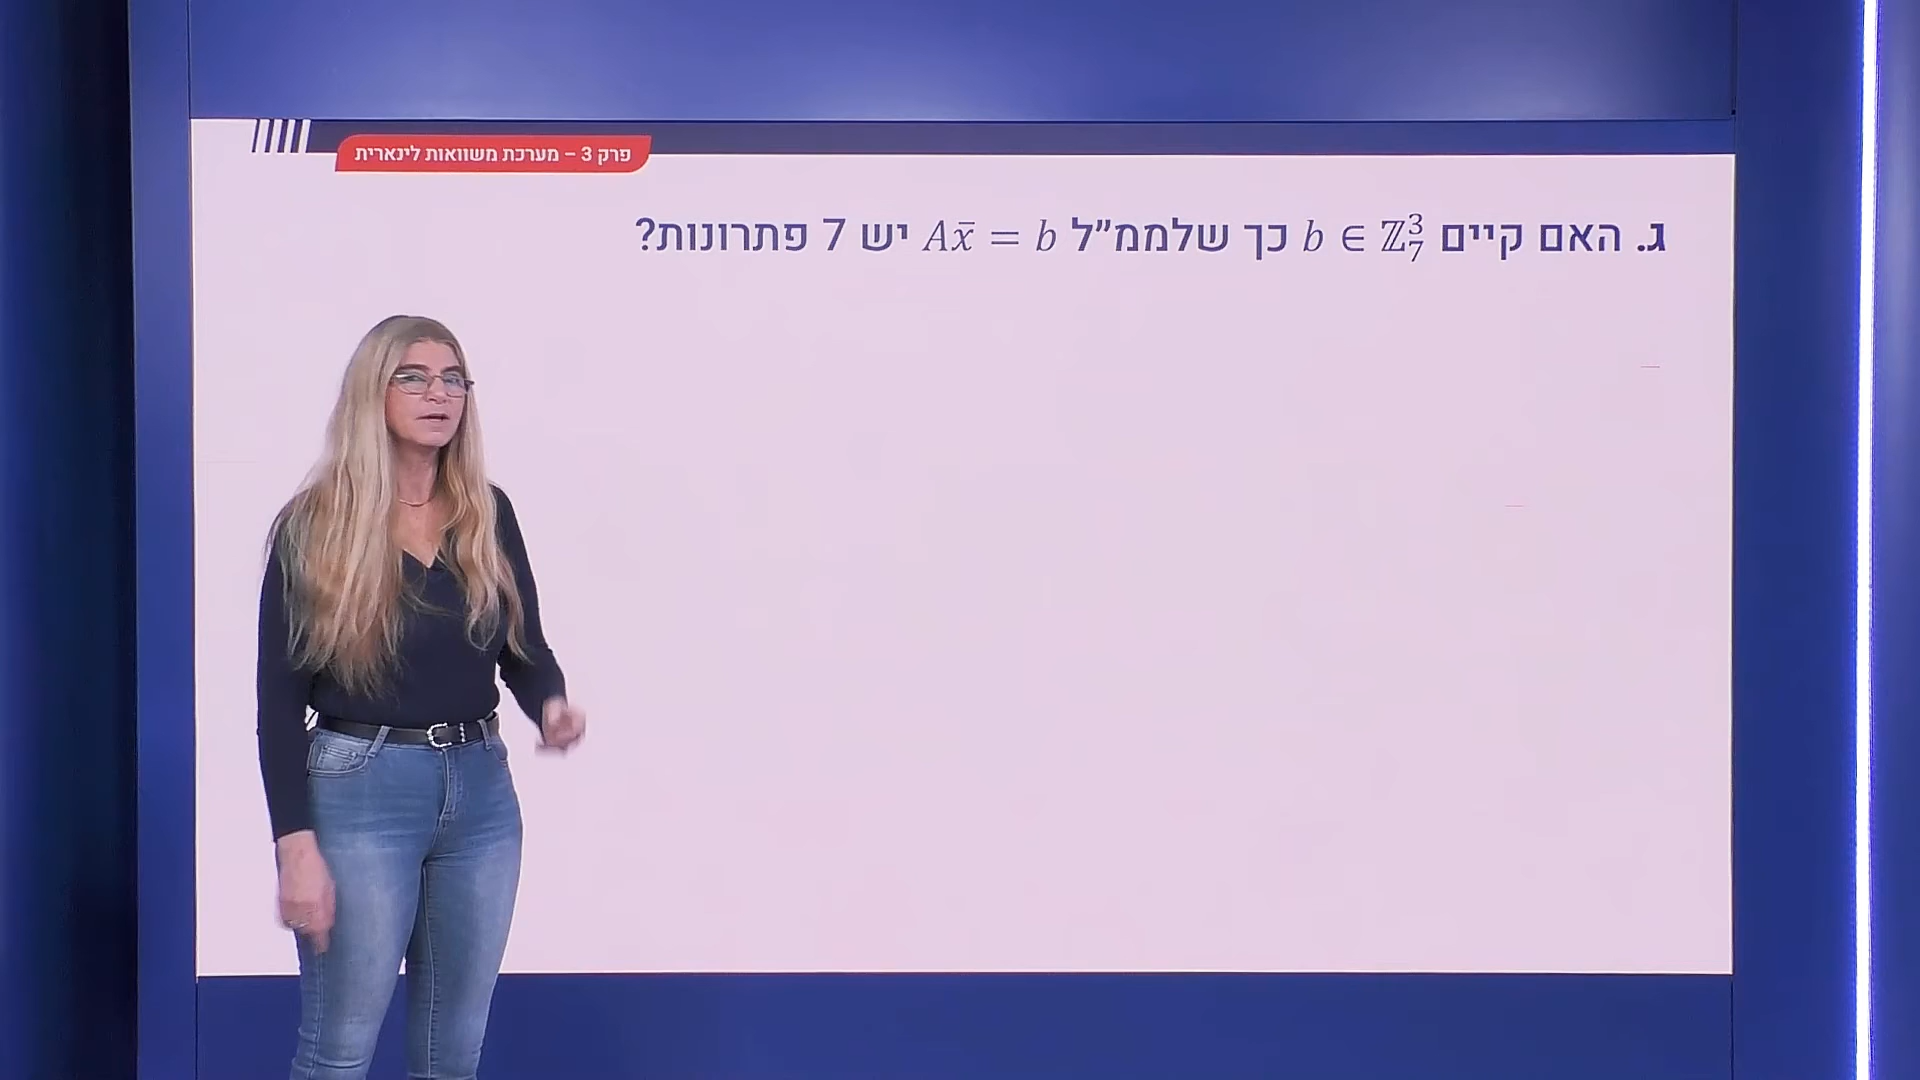 פרק 3 – מערכת משוואות לינארית
ג. האם קיים $b \in \mathbb{Z}_7^3$ כך שלממ״ל $A\bar{x} = b$ יש 7 פתרונות?